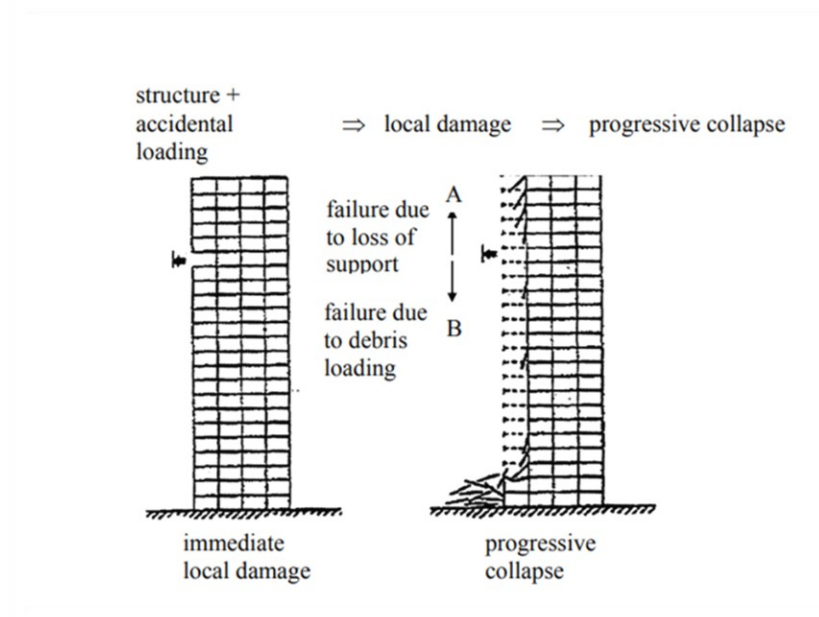 structure +
accidental
loading
⇒ local damage ⇒ progressive collapse
failure due
to loss of
support
A
failure due
to debris
loading
B
immediate
local damage
progressive
collapse